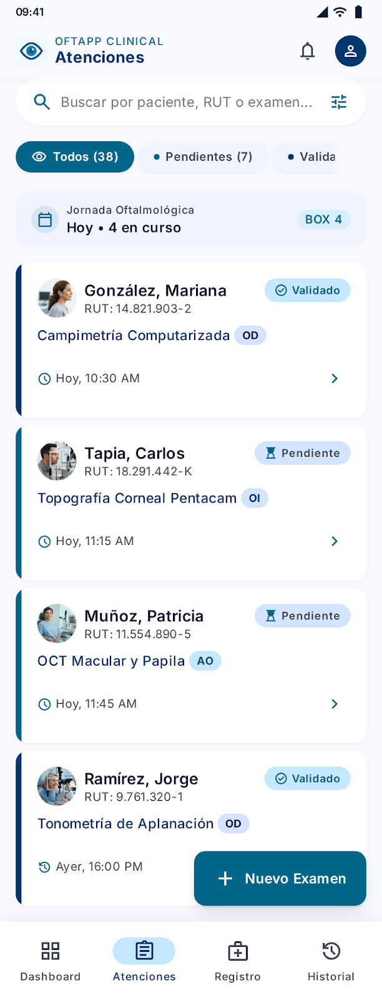 09:41
OFTAPP CLINICAL
Atenciones
Buscar por paciente, RUT o examen...
Todos (38)
Pendientes (7)
Valida
Jornada Oftalmológica
Hoy • 4 en curso
BOX 4
González, Mariana
Validado
RUT: 14.821.903-2
Campimetría Computarizada OD
Hoy, 10:30 AM
Tapia, Carlos
Pendiente
RUT: 18.291.442-K
Topografía Corneal Pentacam OI
Hoy, 11:15 AM
Muñoz, Patricia
Pendiente
RUT: 11.554.890-5
OCT Macular y Papila AO
Hoy, 11:45 AM
Ramírez, Jorge
Validado
RUT: 9.761.320-1
Tonometría de Aplanación OD
Ayer, 16:00 PM
Nuevo Examen
Dashboard
Atenciones
Registro
Historial